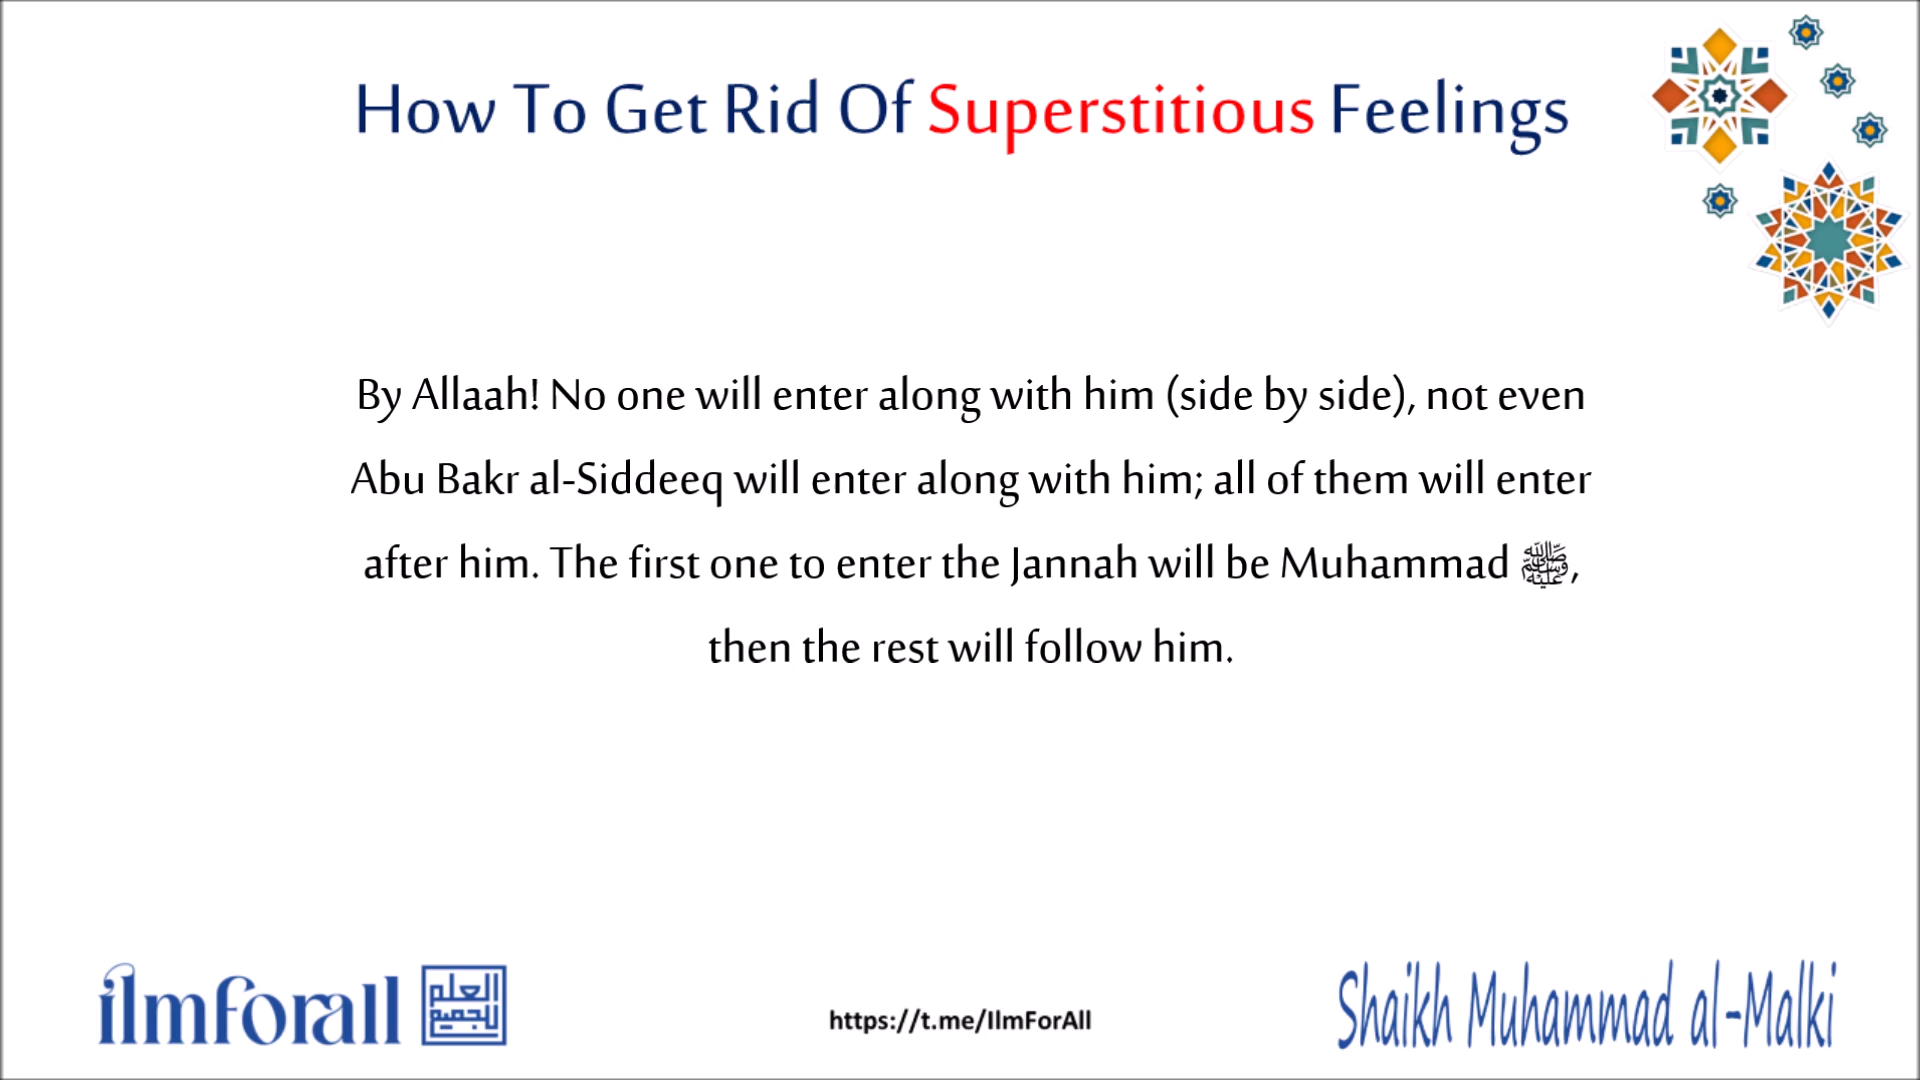 How To Get Rid Of Superstitious Feelings
By Allaah! No one will enter along with him (side by side), not even
Abu Bakr al-Siddeeq will enter along with him; all of them will enter
after him. The first one to enter the Jannah will be Muhammad ﷺ,
then the rest will follow him.
ilmforall
العلم
للجميع
https://t.me/IlmForAll
Shaikh Muhammad al-Malki